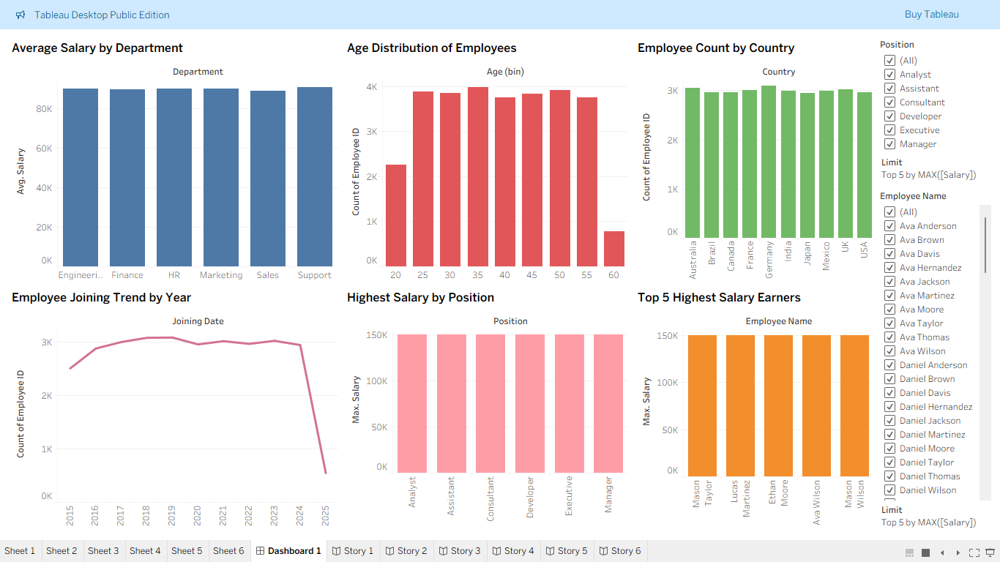 Tableau Desktop Public Edition
Buy Tableau
Average Salary by Department
Department
Avg. Salary
80K
60K
40K
20K
0K
Engineeri..
Finance
HR
Marketing
Sales
Support
Age Distribution of Employees
Age (bin)
Count of Employee ID
4K
3K
2K
1K
0K
20
25
30
35
40
45
50
55
60
Employee Count by Country
Country
Count of Employee ID
3K
2K
1K
0K
Australia
Brazil
Canada
France
Germany
India
Japan
Mexico
UK
USA
Employee Joining Trend by Year
Joining Date
Count of Employee ID
3K
2K
1K
0K
2015
2016
2017
2018
2019
2020
2021
2022
2023
2024
2025
Highest Salary by Position
Position
Max. Salary
150K
100K
50K
0K
Analyst
Assistant
Consultant
Developer
Executive
Manager
Top 5 Highest Salary Earners
Employee Name
Max. Salary
150K
100K
50K
0K
Mason
Taylor
Lucas
Martinez
Ethan
Moore
Ava Wilson
Mason
Wilson
Position
(All)
Analyst
Assistant
Consultant
Developer
Executive
Manager
Limit
Top 5 by MAX([Salary])
Employee Name
(All)
Ava Anderson
Ava Brown
Ava Davis
Ava Hernandez
Ava Jackson
Ava Martinez
Ava Moore
Ava Taylor
Ava Thomas
Ava Wilson
Daniel Anderson
Daniel Brown
Daniel Davis
Daniel Hernandez
Daniel Jackson
Daniel Martinez
Daniel Moore
Daniel Taylor
Daniel Thomas
Daniel Wilson
Limit
Top 5 by MAX([Salary])
Sheet 1
Sheet 2
Sheet 3
Sheet 4
Sheet 5
Sheet 6
Dashboard 1
Story 1
Story 2
Story 3
Story 4
Story 5
Story 6